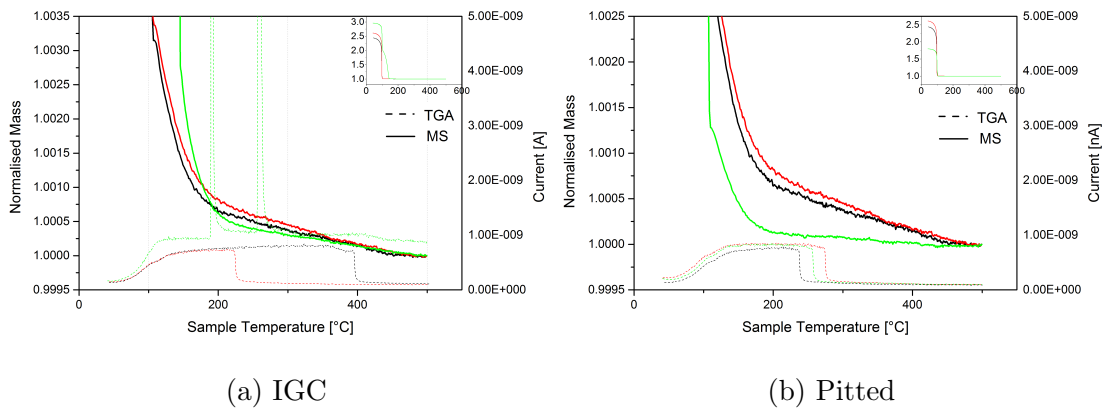 1.0035
1.0030
1.0025
1.0020
1.0015
1.0010
1.0005
1.0000
0.9995
Normalised Mass
0
100
200
400
Sample Temperature [°C]
5.00E-009
4.00E-009
3.00E-009
2.00E-009
1.00E-009
0.00E+000
Current [A]
3.0
2.5
2.0
1.5
1.0
0
200
400
600
TGA
MS
(a) IGC
1.0025
1.0020
1.0015
1.0010
1.0005
1.0000
0.9995
Normalised Mass
0
200
400
Sample Temperature [°C]
5.00E-009
4.00E-009
3.00E-009
2.00E-009
1.00E-009
0.00E+000
Current [nA]
2.5
2.0
1.5
1.0
0
200
400
600
TGA
MS
(b) Pitted